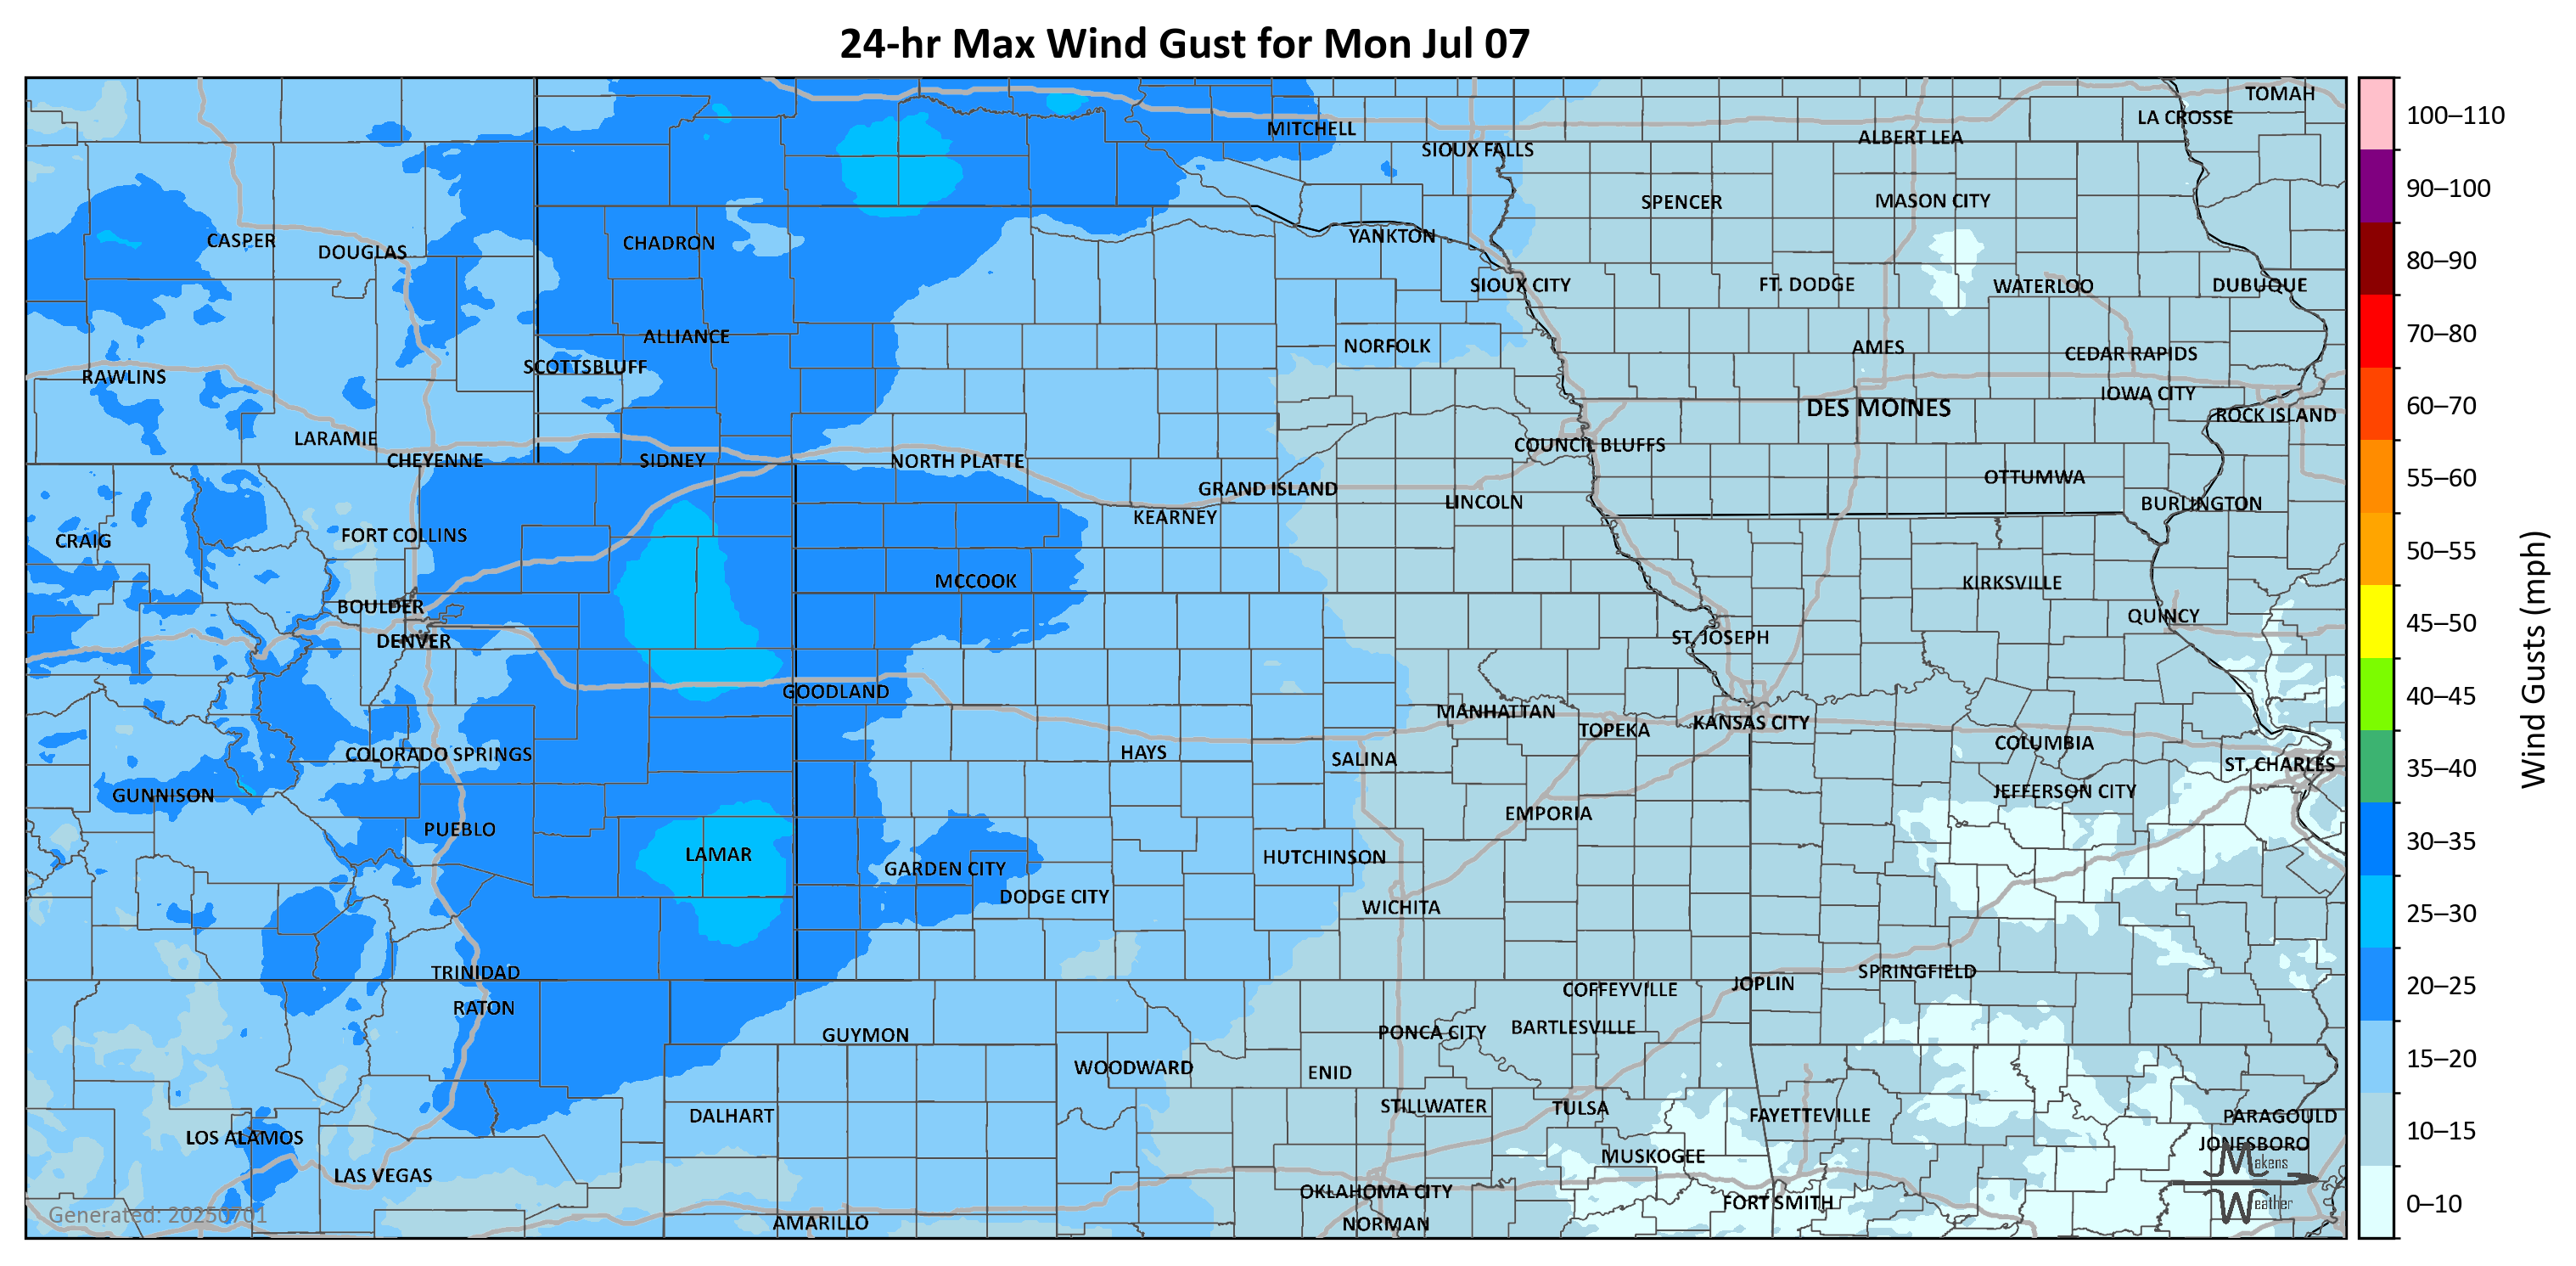 24-hr Max Wind Gust for Mon Jul 07
TOMAH
LA CROSSE
MITCHELL
ALBERT LEA
SIOUX FALLS
SPENCER
MASON CITY
CASPER
DOUGLAS
CHADRON
YANKTON
SIOUX CITY
FT. DODGE
WATERLOO
DUBUQUE
ALLIANCE
NORFOLK
AMES
CEDAR RAPIDS
SCOTTSBLUFF
RAWLINS
IOWA CITY
DES MOINES
ROCK ISLAND
LARAMIE
COUNCIL BLUFFS
CHEYENNE
SIDNEY
NORTH PLATTE
OTTUMWA
GRAND ISLAND
LINCOLN
BURLINGTON
KEARNEY
CRAIG
FORT COLLINS
MCCOOK
KIRKSVILLE
BOULDER
QUINCY
DENVER
ST. JOSEPH
GOODLAND
MANHATTAN
TOPEKA
KANSAS CITY
COLUMBIA
COLORADO SPRINGS
HAYS
SALINA
ST. CHARLES
GUNNISON
JEFFERSON CITY
EMPORIA
PUEBLO
LAMAR
HUTCHINSON
GARDEN CITY
DODGE CITY
WICHITA
TRINIDAD
SPRINGFIELD
JOPLIN
COFFEYVILLE
RATON
GUYMON
PONCA CITY
BARTLESVILLE
WOODWARD
ENID
STILLWATER
TULSA
DALHART
FAYETTEVILLE
PARAGOULD
LOS ALAMOS
JONESBORO
MUSKOGEE
LAS VEGAS
OKLAHOMA CITY
FORT SMITH
AMARILLO
NORMAN
Generated: 20250701
Makens
Weather
100–110
90–100
80–90
70–80
60–70
55–60
50–55
45–50
40–45
35–40
30–35
25–30
20–25
15–20
10–15
0–10
Wind Gusts (mph)